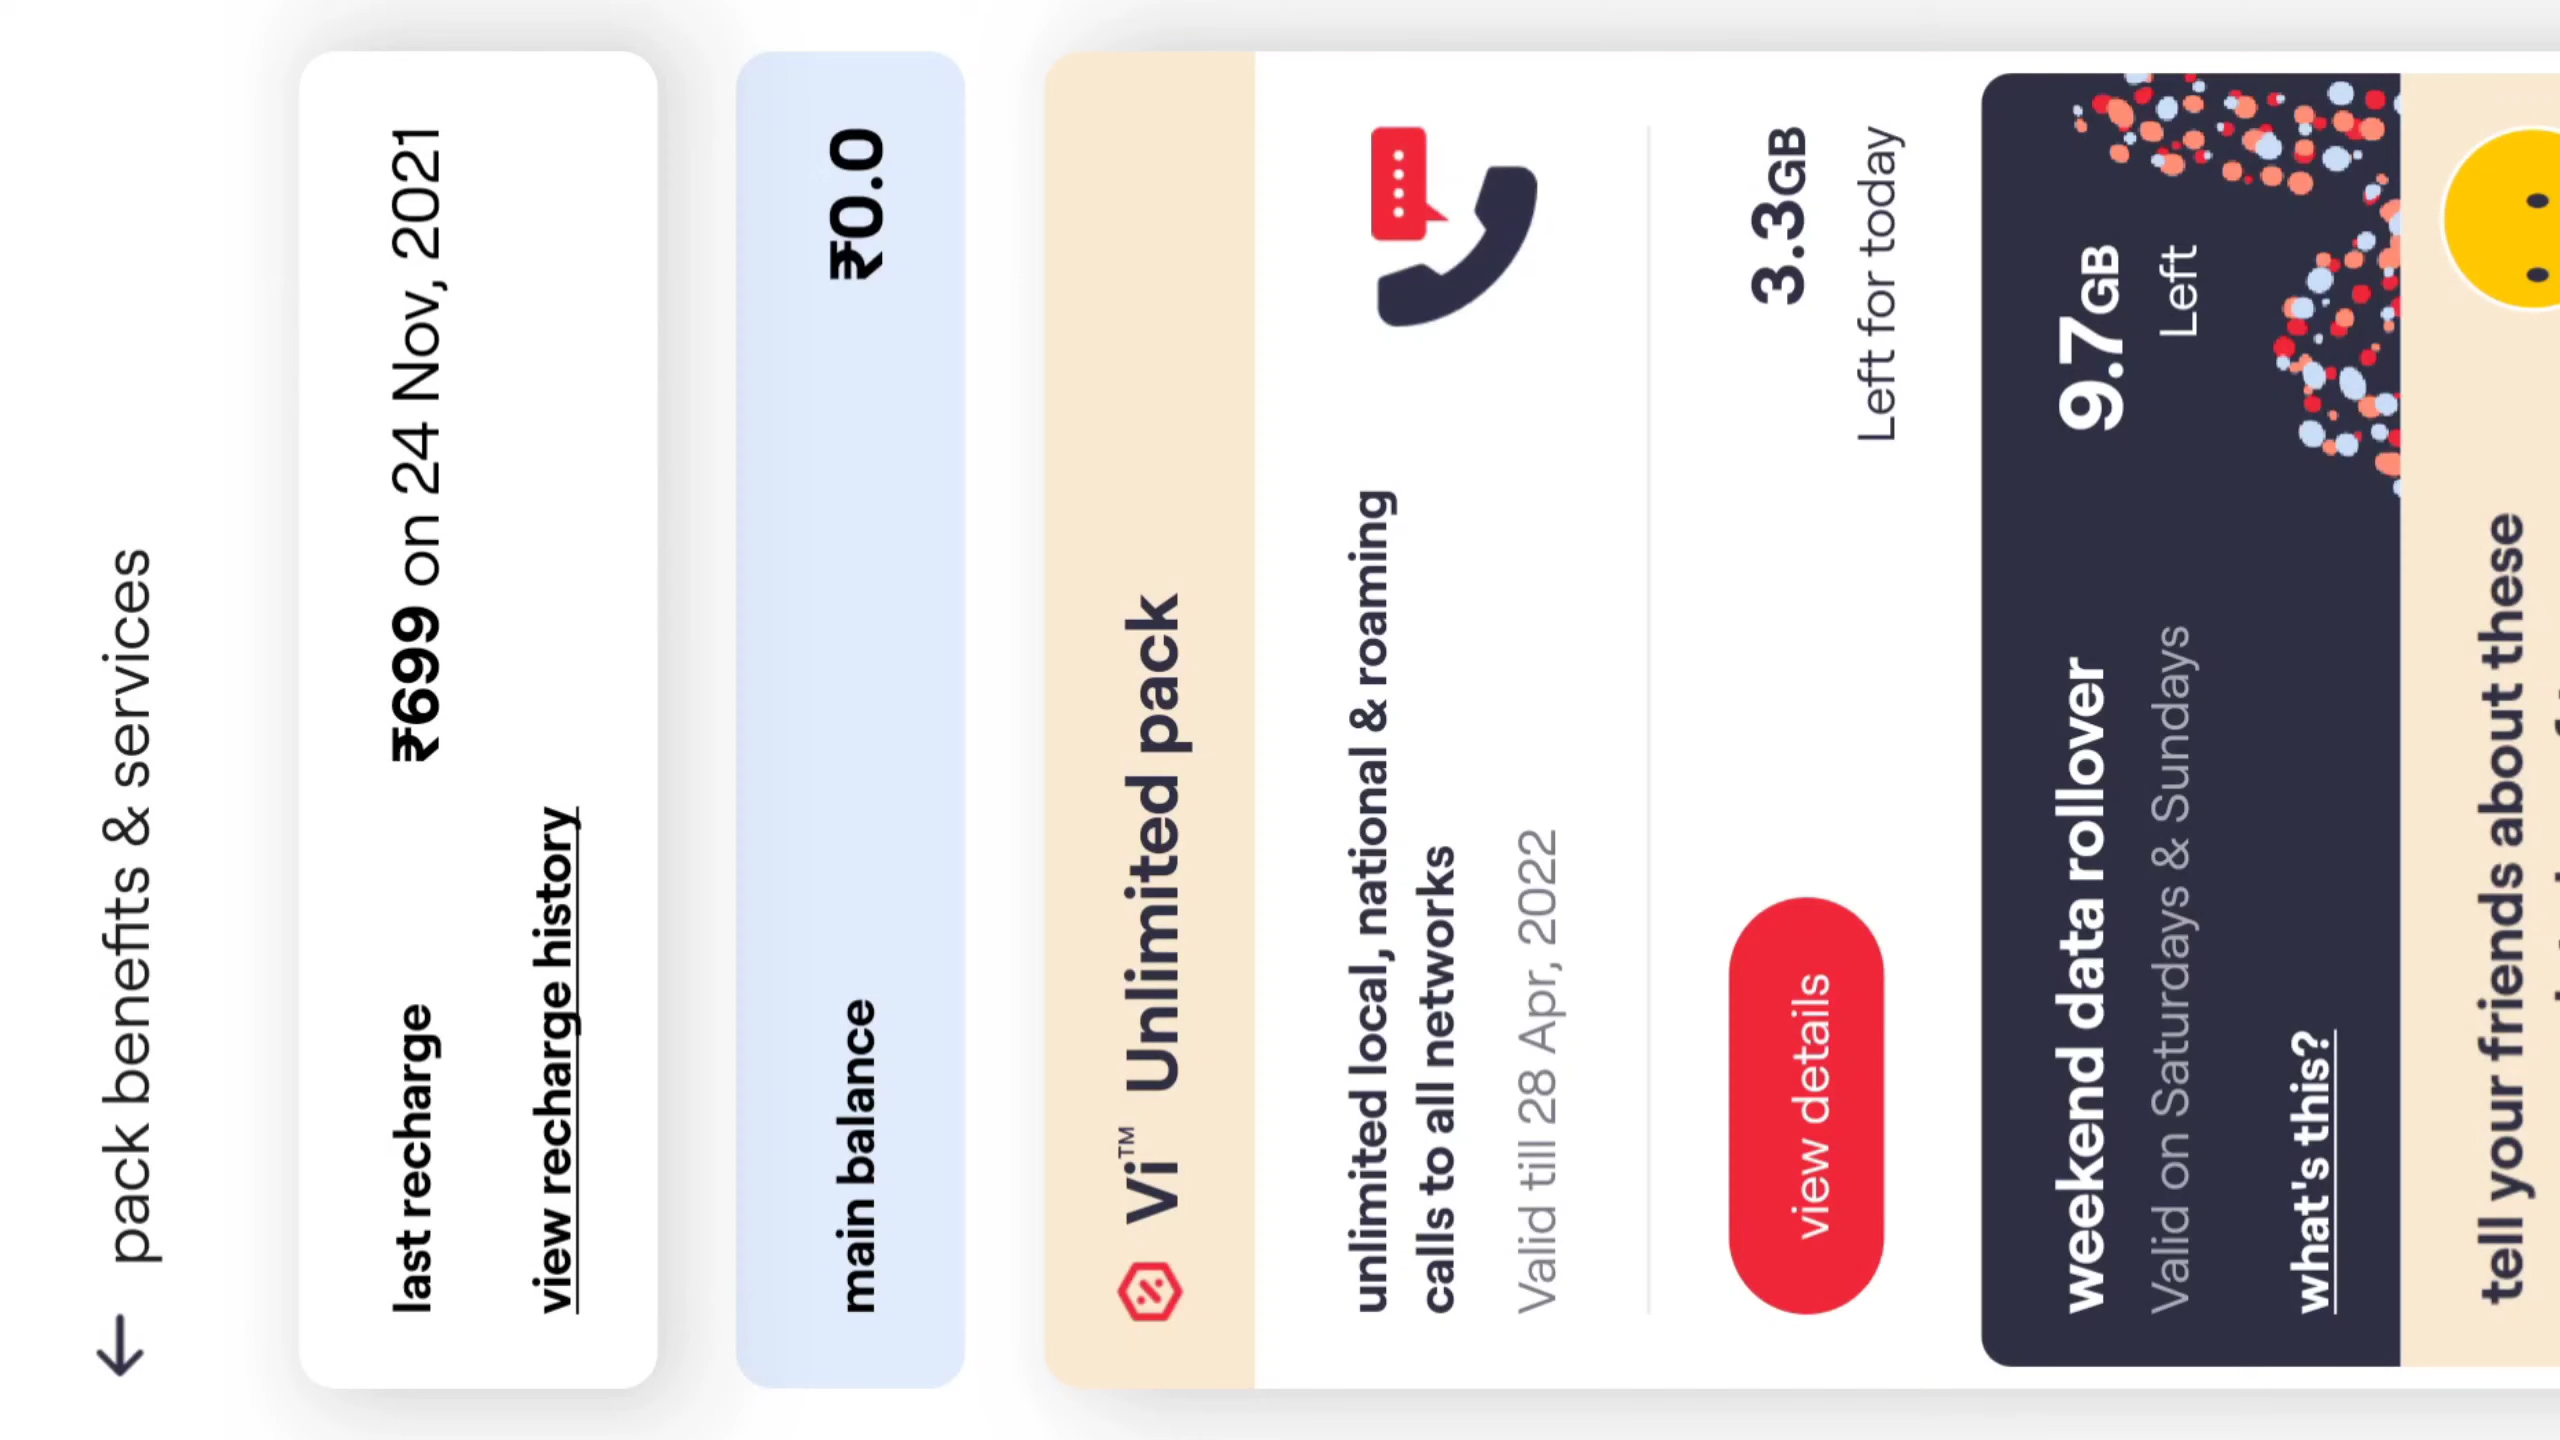 pack benefits & services
last recharge ₹699 on 24 Nov, 2021
view recharge history
main balance ₹0.0
Vi™ Unlimited pack
unlimited local, national & roaming
calls to all networks
Valid till 28 Apr, 2022
view details
3.3GB
Left for today
weekend data rollover 9.7GB
Valid on Saturdays & Sundays Left
what's this?
tell your friends about these